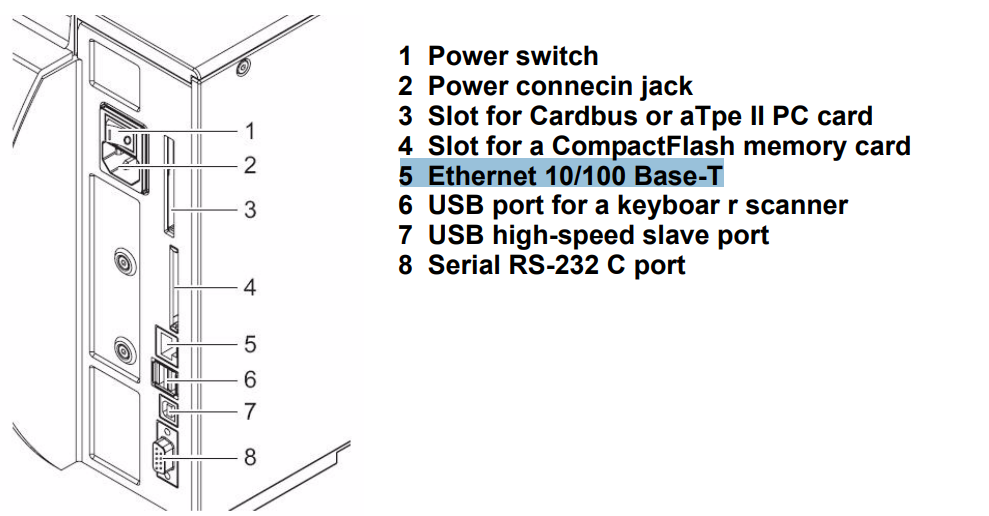 1 Power switch
2 Power connecin jack
3 Slot for Cardbus or aTpe II PC card
4 Slot for a CompactFlash memory card
5 Ethernet 10/100 Base-T
6 USB port for a keyboar r scanner
7 USB high-speed slave port
8 Serial RS-232 C port
1
2
3
4
5
6
7
8